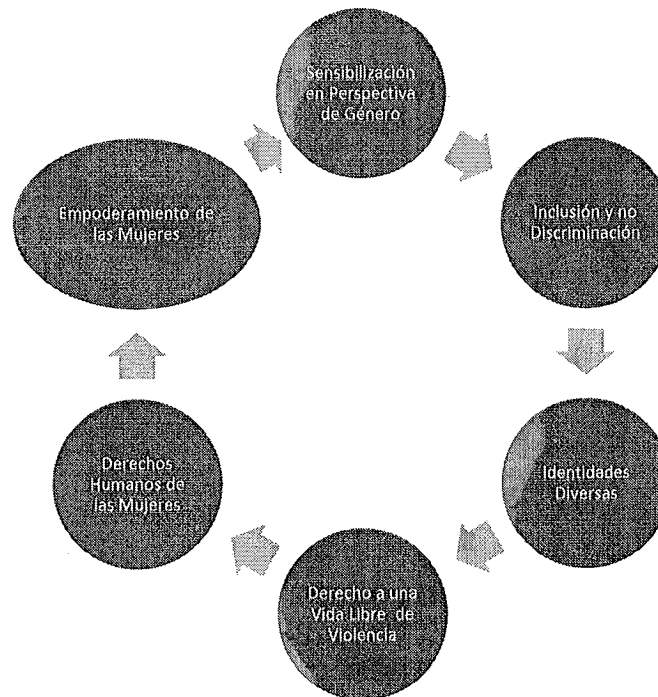 Sensibilización
en Perspectiva
de Género
Inclusión y no
Discriminación
Identidades
Diversas
Derecho a una
Vida Libre de
Violencia
Derechos
Humanos de
las Mujeres
Empoderamiento de
las Mujeres